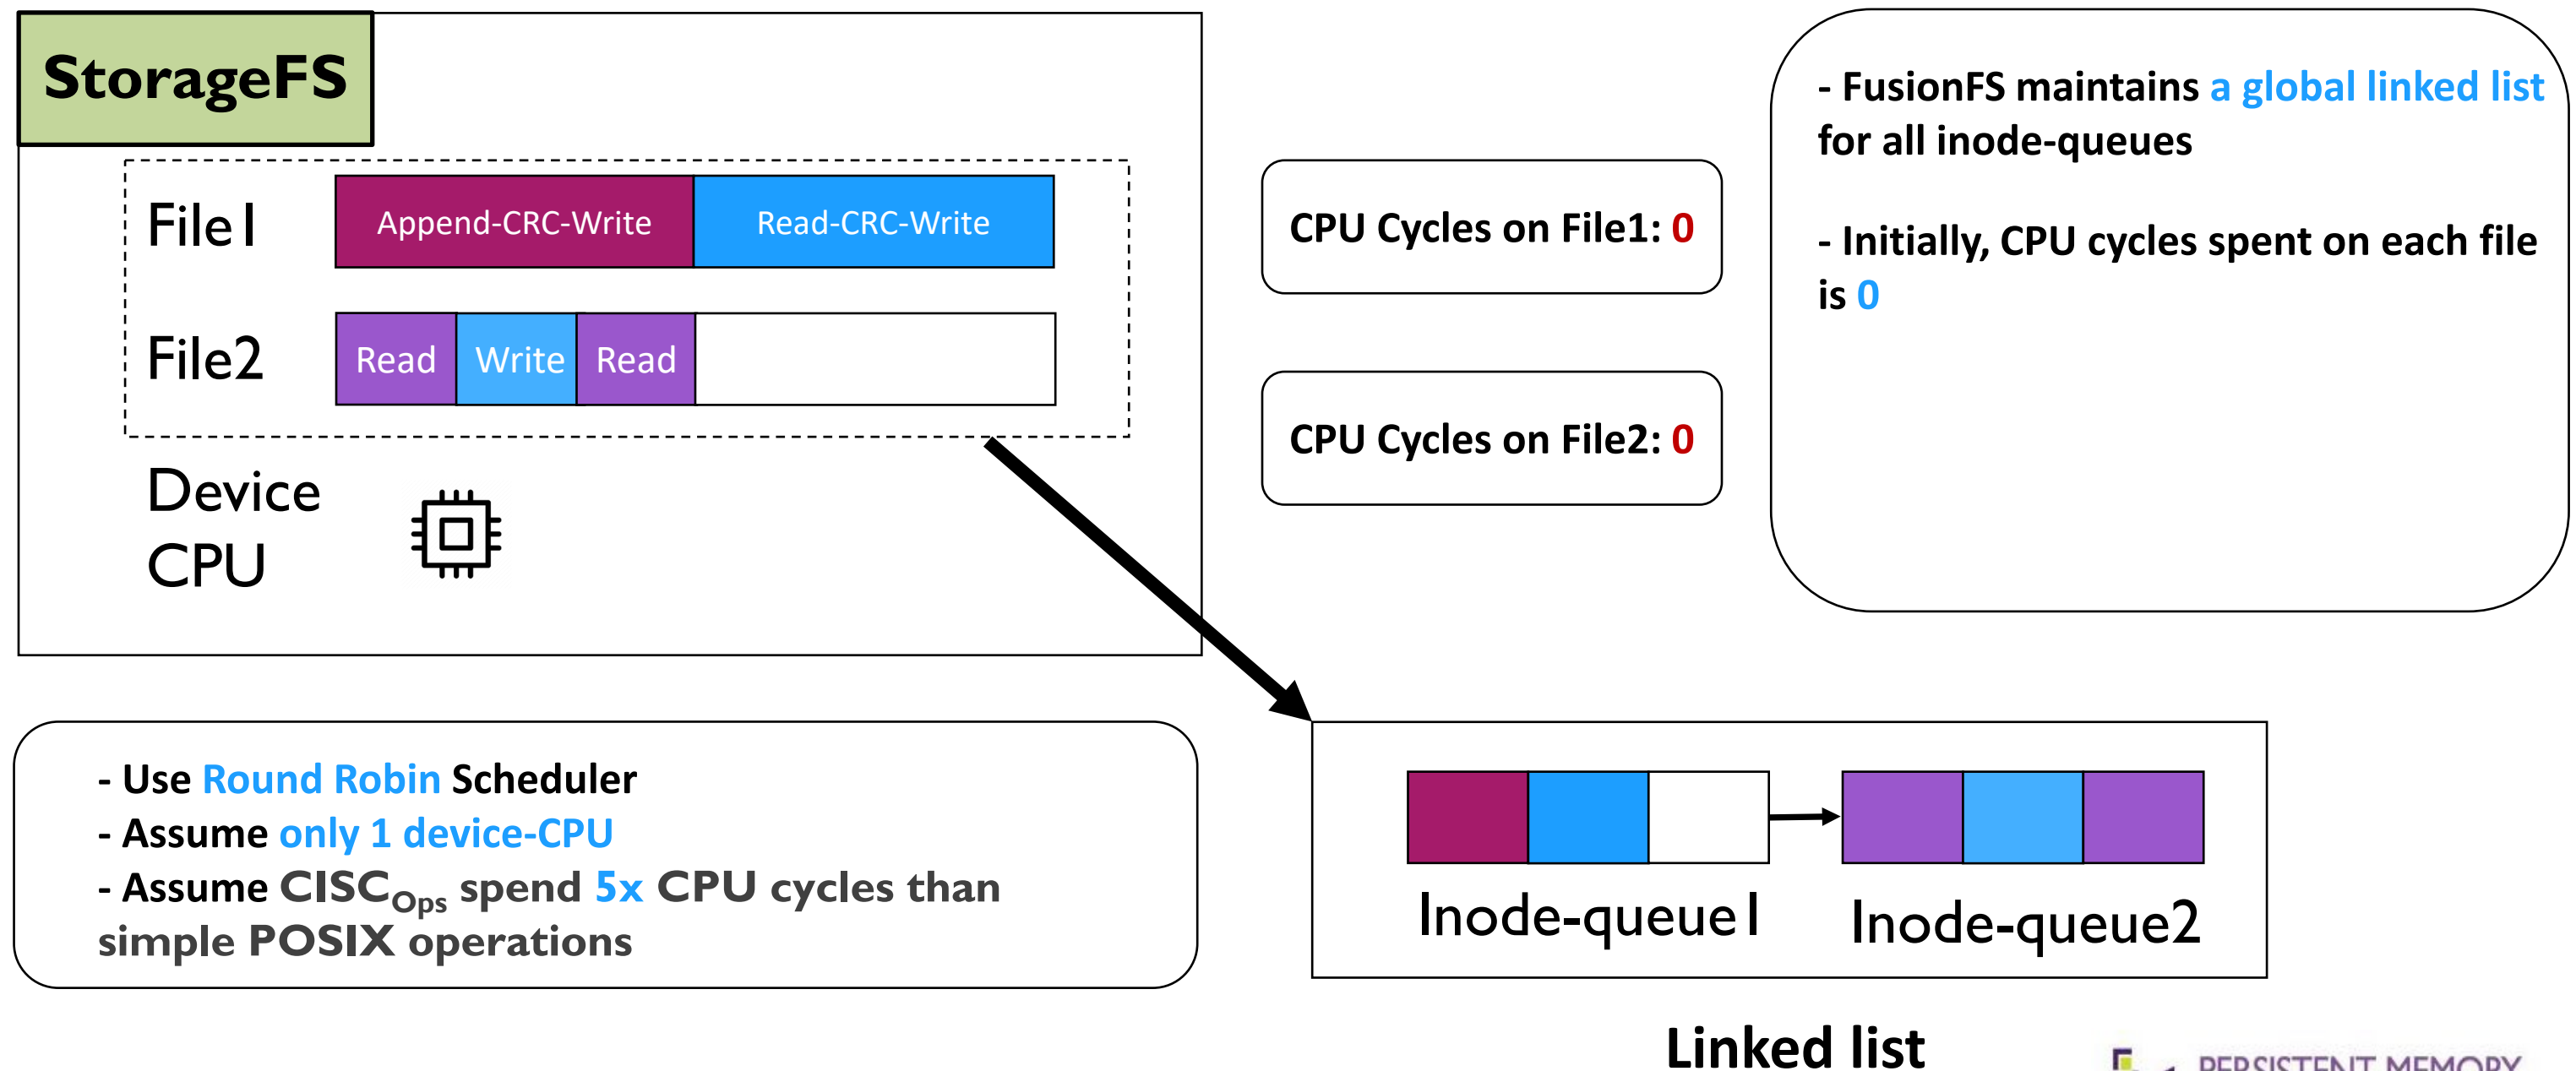 StorageFS
File1
Append-CRC-Write
Read-CRC-Write
File2
Read
Write
Read
Device
CPU
CPU Cycles on File1: 0
CPU Cycles on File2: 0
- FusionFS maintains a global linked list
for all inode-queues
- Initially, CPU cycles spent on each file
is 0
- Use Round Robin Scheduler
- Assume only 1 device-CPU
- Assume CISCOps spend 5x CPU cycles than
simple POSIX operations
Inode-queue1
Inode-queue2
Linked list
PERSISTENT MEMORY